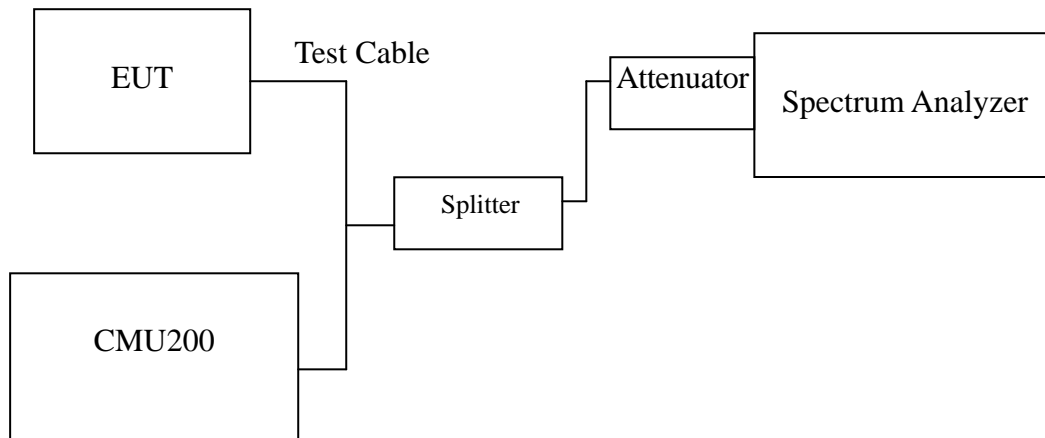 Test Cable
EUT
Attenuator
Spectrum Analyzer
Splitter
CMU200